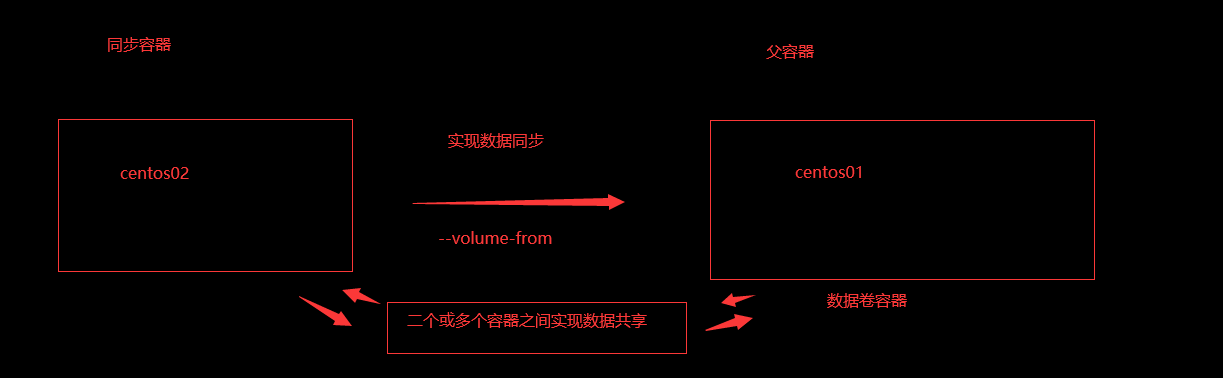 同步容器
父容器
实现数据同步
centos02
centos01
--volume-from
数据卷容器
二个或多个容器之间实现数据共享